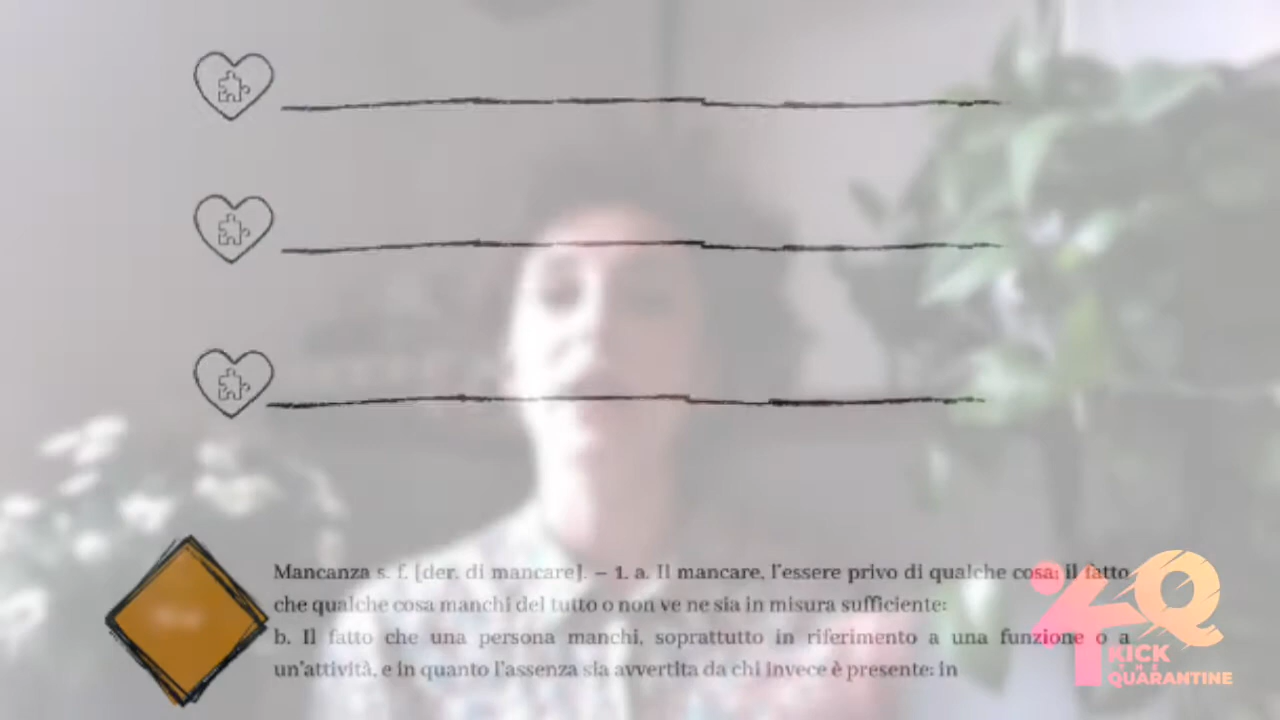 Mancanza s. f. [der. di mancare]. – 1. a. Il mancare, l'essere privo di qualche cosa; il fatto
che qualche cosa manchi del tutto o non ve ne sia in misura sufficiente:
b. Il fatto che una persona manchi, soprattutto in riferimento a una funzione o a
un'attività, e in quanto l'assenza sia avvertita da chi invece è presente: in
KQ
KICK
THE
QUARANTINE